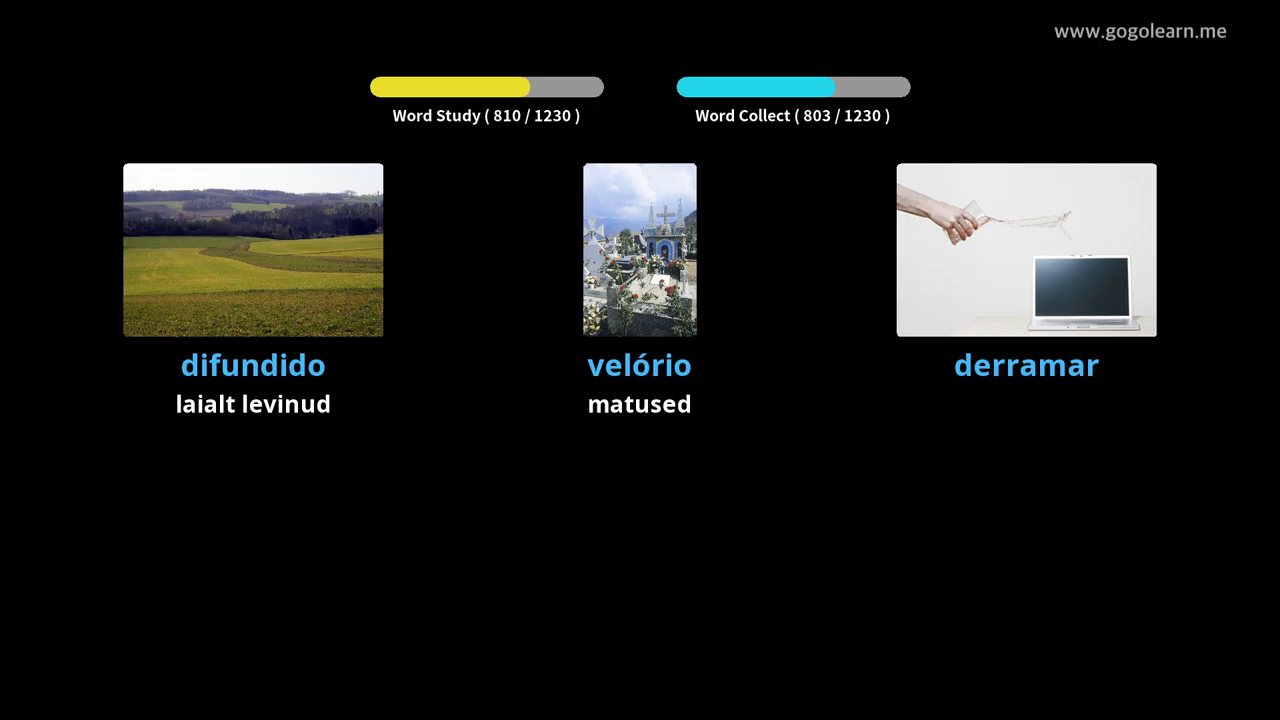 www.gogolearn.me
Word Study ( 810 / 1230 )
Word Collect ( 803 / 1230 )
difundido
velório
derramar
laialt levinud
matused